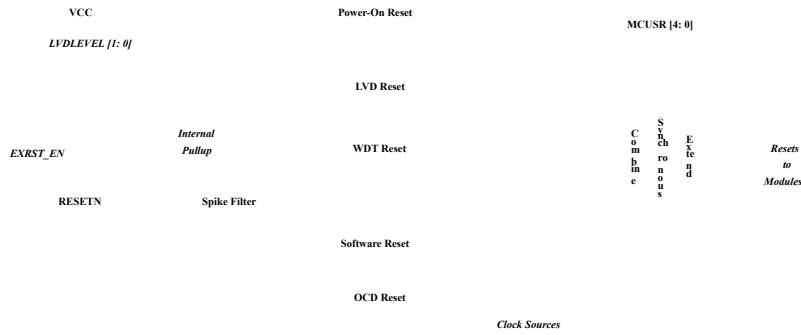 VCC
Power-On Reset
MCUSR [4: 0]
LVDLEVEL [1: 0]
LVD Reset
Internal
Pullup
EXRST_EN
WDT Reset
Combine
Synchronous
Extend
Resets
to
Modules
RESETN
Spike Filter
Software Reset
OCD Reset
Clock Sources